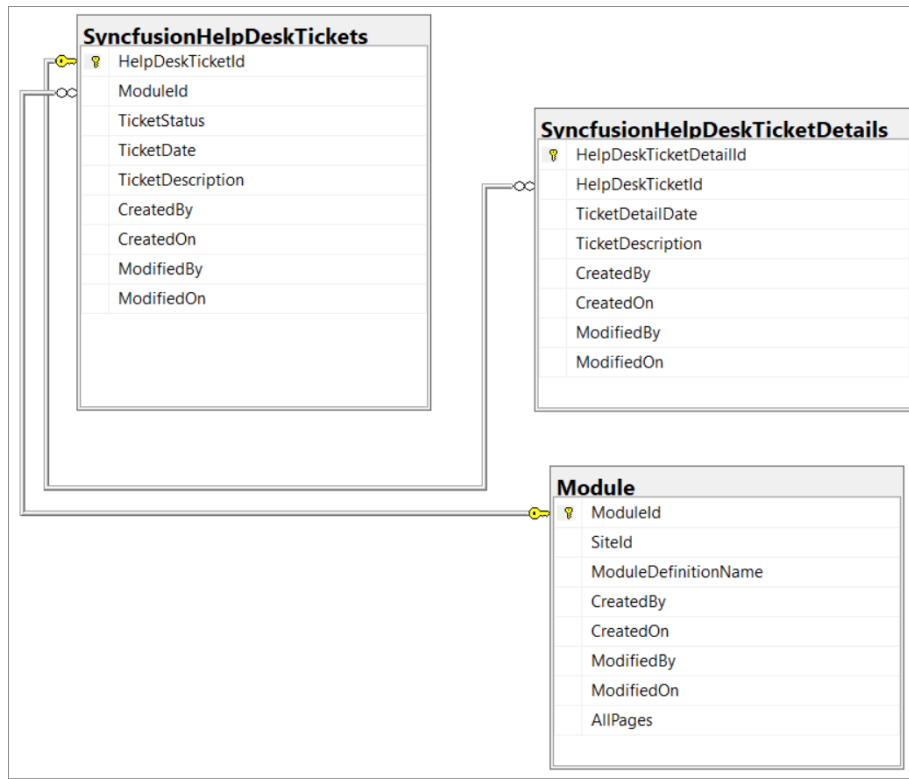 SyncfusionHelpDeskTickets
HelpDeskTicketId
ModuleId
TicketStatus
TicketDate
TicketDescription
CreatedBy
CreatedOn
ModifiedBy
ModifiedOn
SyncfusionHelpDeskTicketDetails
HelpDeskTicketDetailId
HelpDeskTicketId
TicketDetailDate
TicketDescription
CreatedBy
CreatedOn
ModifiedBy
ModifiedOn
Module
ModuleId
SiteId
ModuleDefinitionName
CreatedBy
CreatedOn
ModifiedBy
ModifiedOn
AllPages